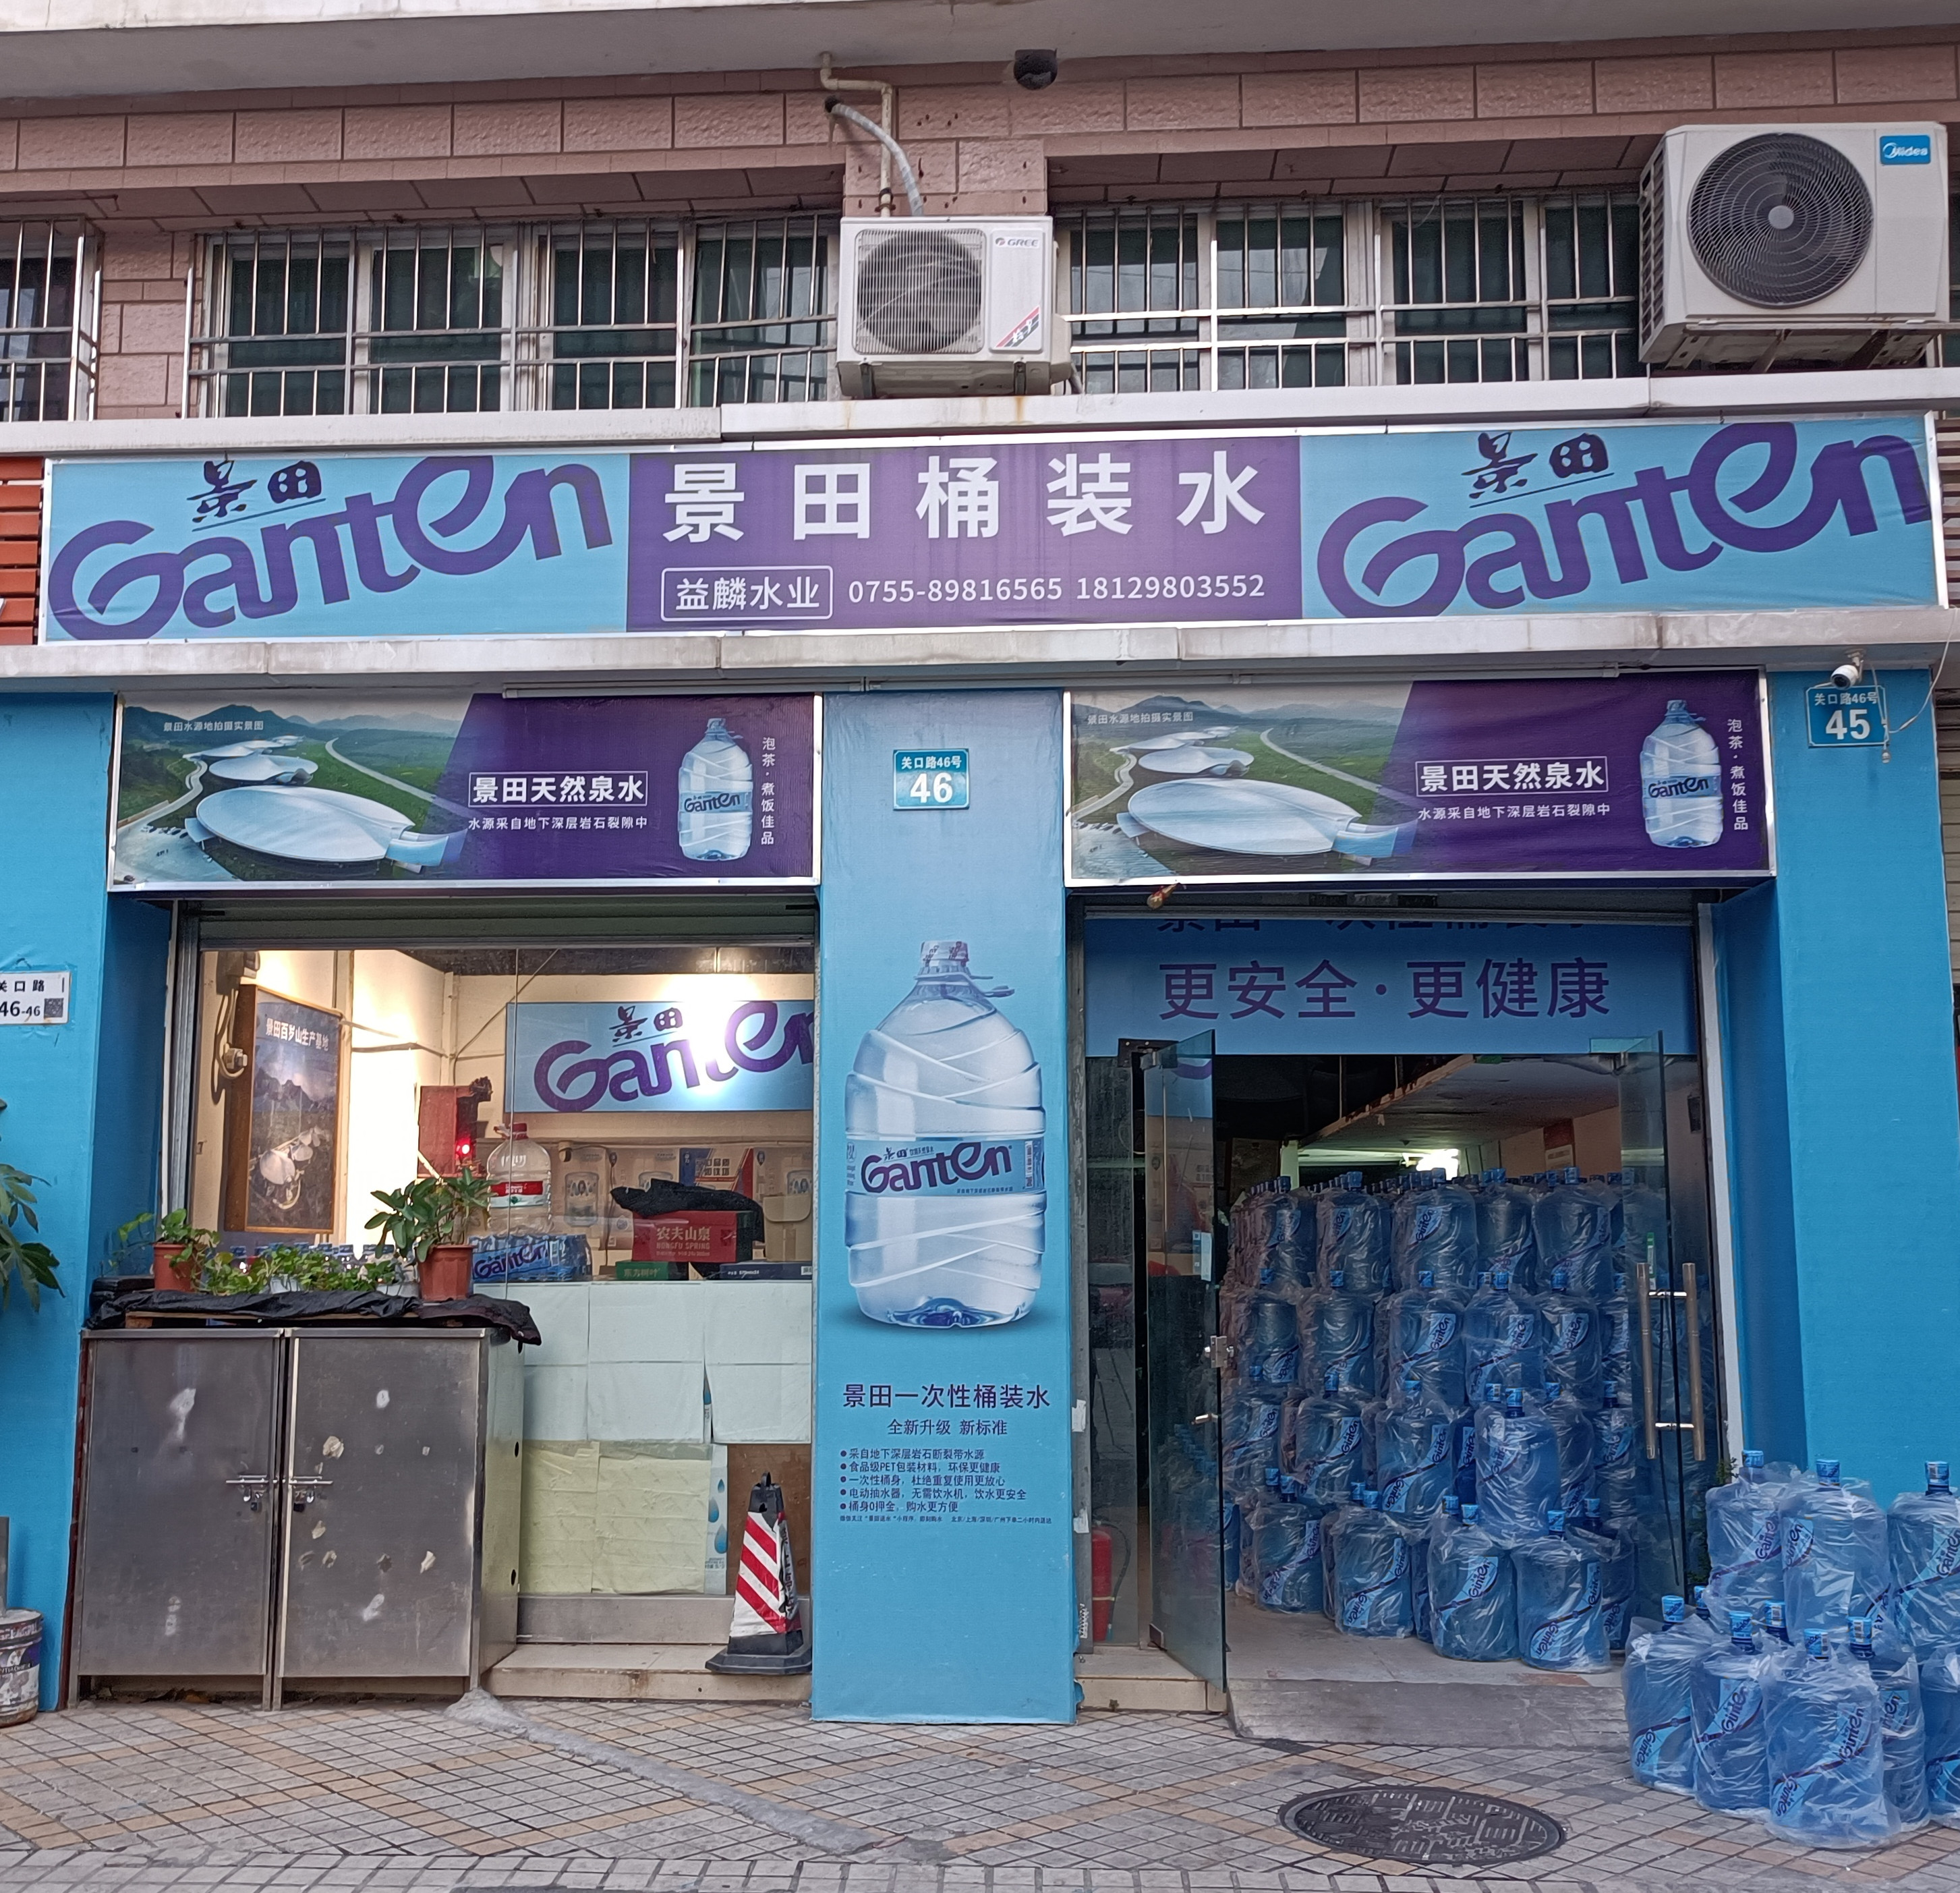 Midea
GREE
景田
Ganten
景田桶装水
益麟水业 0755-89816565 18129803552
景田
Ganten
景田水源地拍摄实景图
景田天然泉水
水源采自地下深层岩石裂隙中
Ganten
泡茶·煮饭佳品
关口路46号
46
景田水源地拍摄实景图
景田天然泉水
水源采自地下深层岩石裂隙中
Ganten
泡茶·煮饭佳品
关口路46号
45
关口路
46-46
景田百岁山生产基地
景田
Ganten
农夫山泉
NONGFU SPRING
东方树叶
Ganten
更安全·更健康
景田
Ganten
景田一次性桶装水
全新升级 新标准
采自地下深层岩石断裂带水源
食品级PET包装材料，环保更健康
一次性桶身，杜绝重复使用更放心
电动抽水器，无需饮水机，饮水更安全
桶身0押金，购水更方便
Ganten